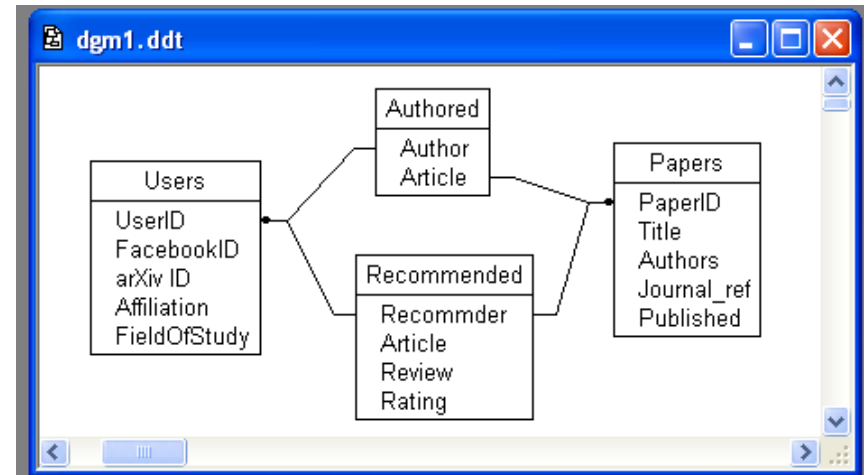 dgm1.ddt
Users
UserID
FacebookID
arXiv ID
Affiliation
FieldOfStudy
Authored
Author
Article
Recommended
Recommder
Article
Review
Rating
Papers
PaperID
Title
Authors
Journal_ref
Published